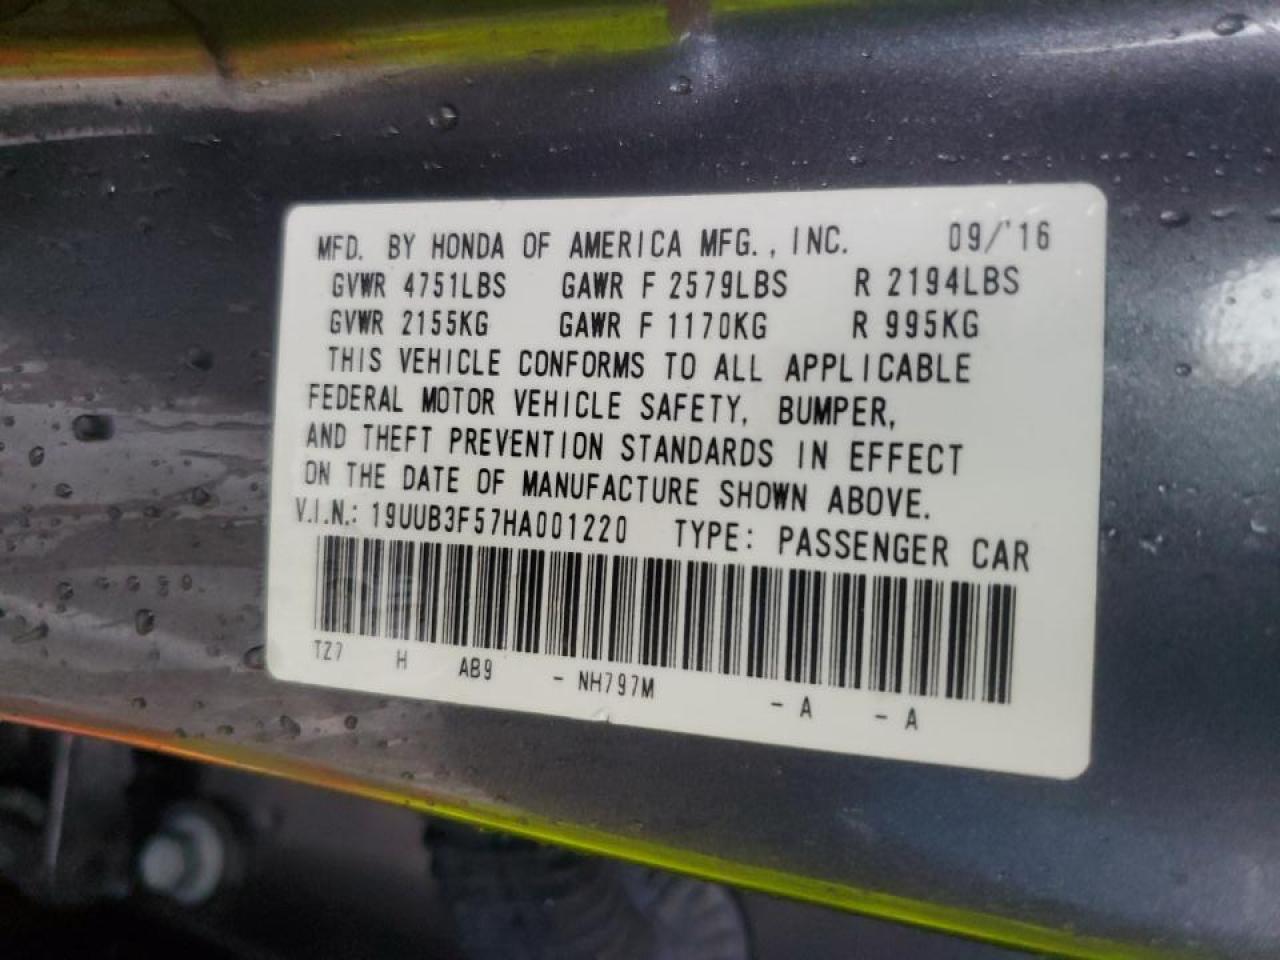 MFD. BY HONDA OF AMERICA MFG., INC. 09/'16
GVWR 4751LBS GAWR F 2579LBS R 2194LBS
GVWR 2155KG GAWR F 1170KG R 995KG
THIS VEHICLE CONFORMS TO ALL APPLICABLE
FEDERAL MOTOR VEHICLE SAFETY, BUMPER,
AND THEFT PREVENTION STANDARDS IN EFFECT
ON THE DATE OF MANUFACTURE SHOWN ABOVE.
V.I.N.: 19UUB3F57HA001220 TYPE: PASSENGER CAR
TZ7 H AB9 - NH797M - A - A